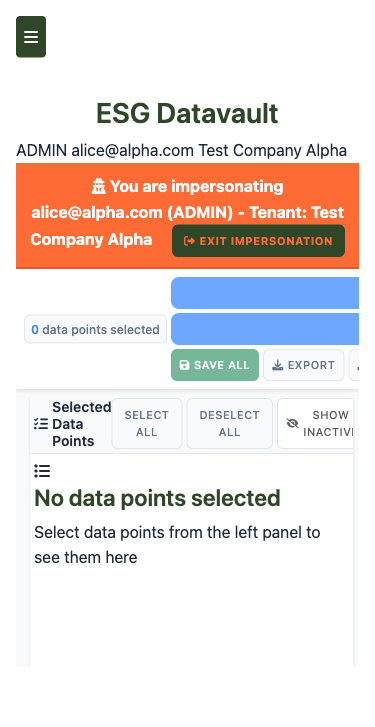 ESG Datavault
ADMIN alice@alpha.com Test Company Alpha
You are impersonating
alice@alpha.com (ADMIN) - Tenant: Test
Company Alpha
EXIT IMPERSONATION
0 data points selected
SAVE ALL
EXPORT
Selected
Data
Points
SELECT
ALL
DESELECT
ALL
SHOW
INACTIVE
No data points selected
Select data points from the left panel to
see them here